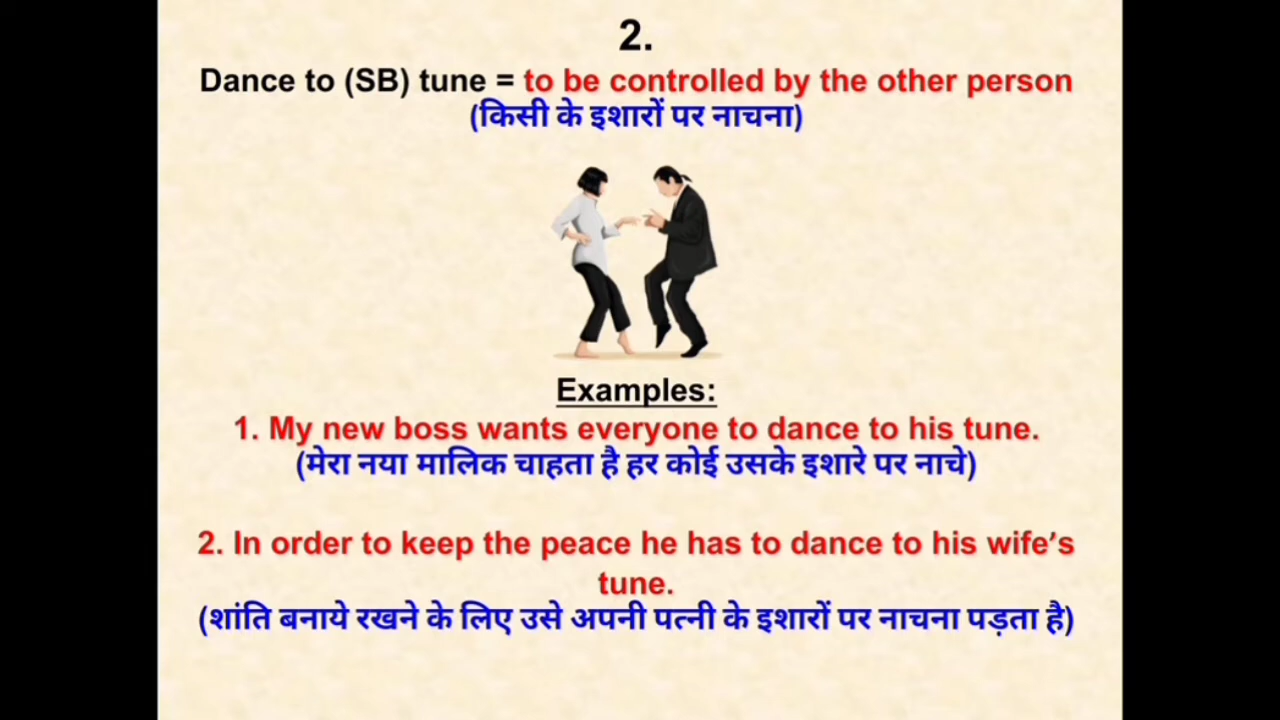 2.
Dance to (SB) tune = to be controlled by the other person
(किसी के इशारों पर नाचना)
Examples:
1. My new boss wants everyone to dance to his tune.
(मेरा नया मालिक चाहता है हर कोई उसके इशारे पर नाचे)
2. In order to keep the peace he has to dance to his wife's
tune.
(शांति बनाये रखने के लिए उसे अपनी पत्नी के इशारों पर नाचना पड़ता है)